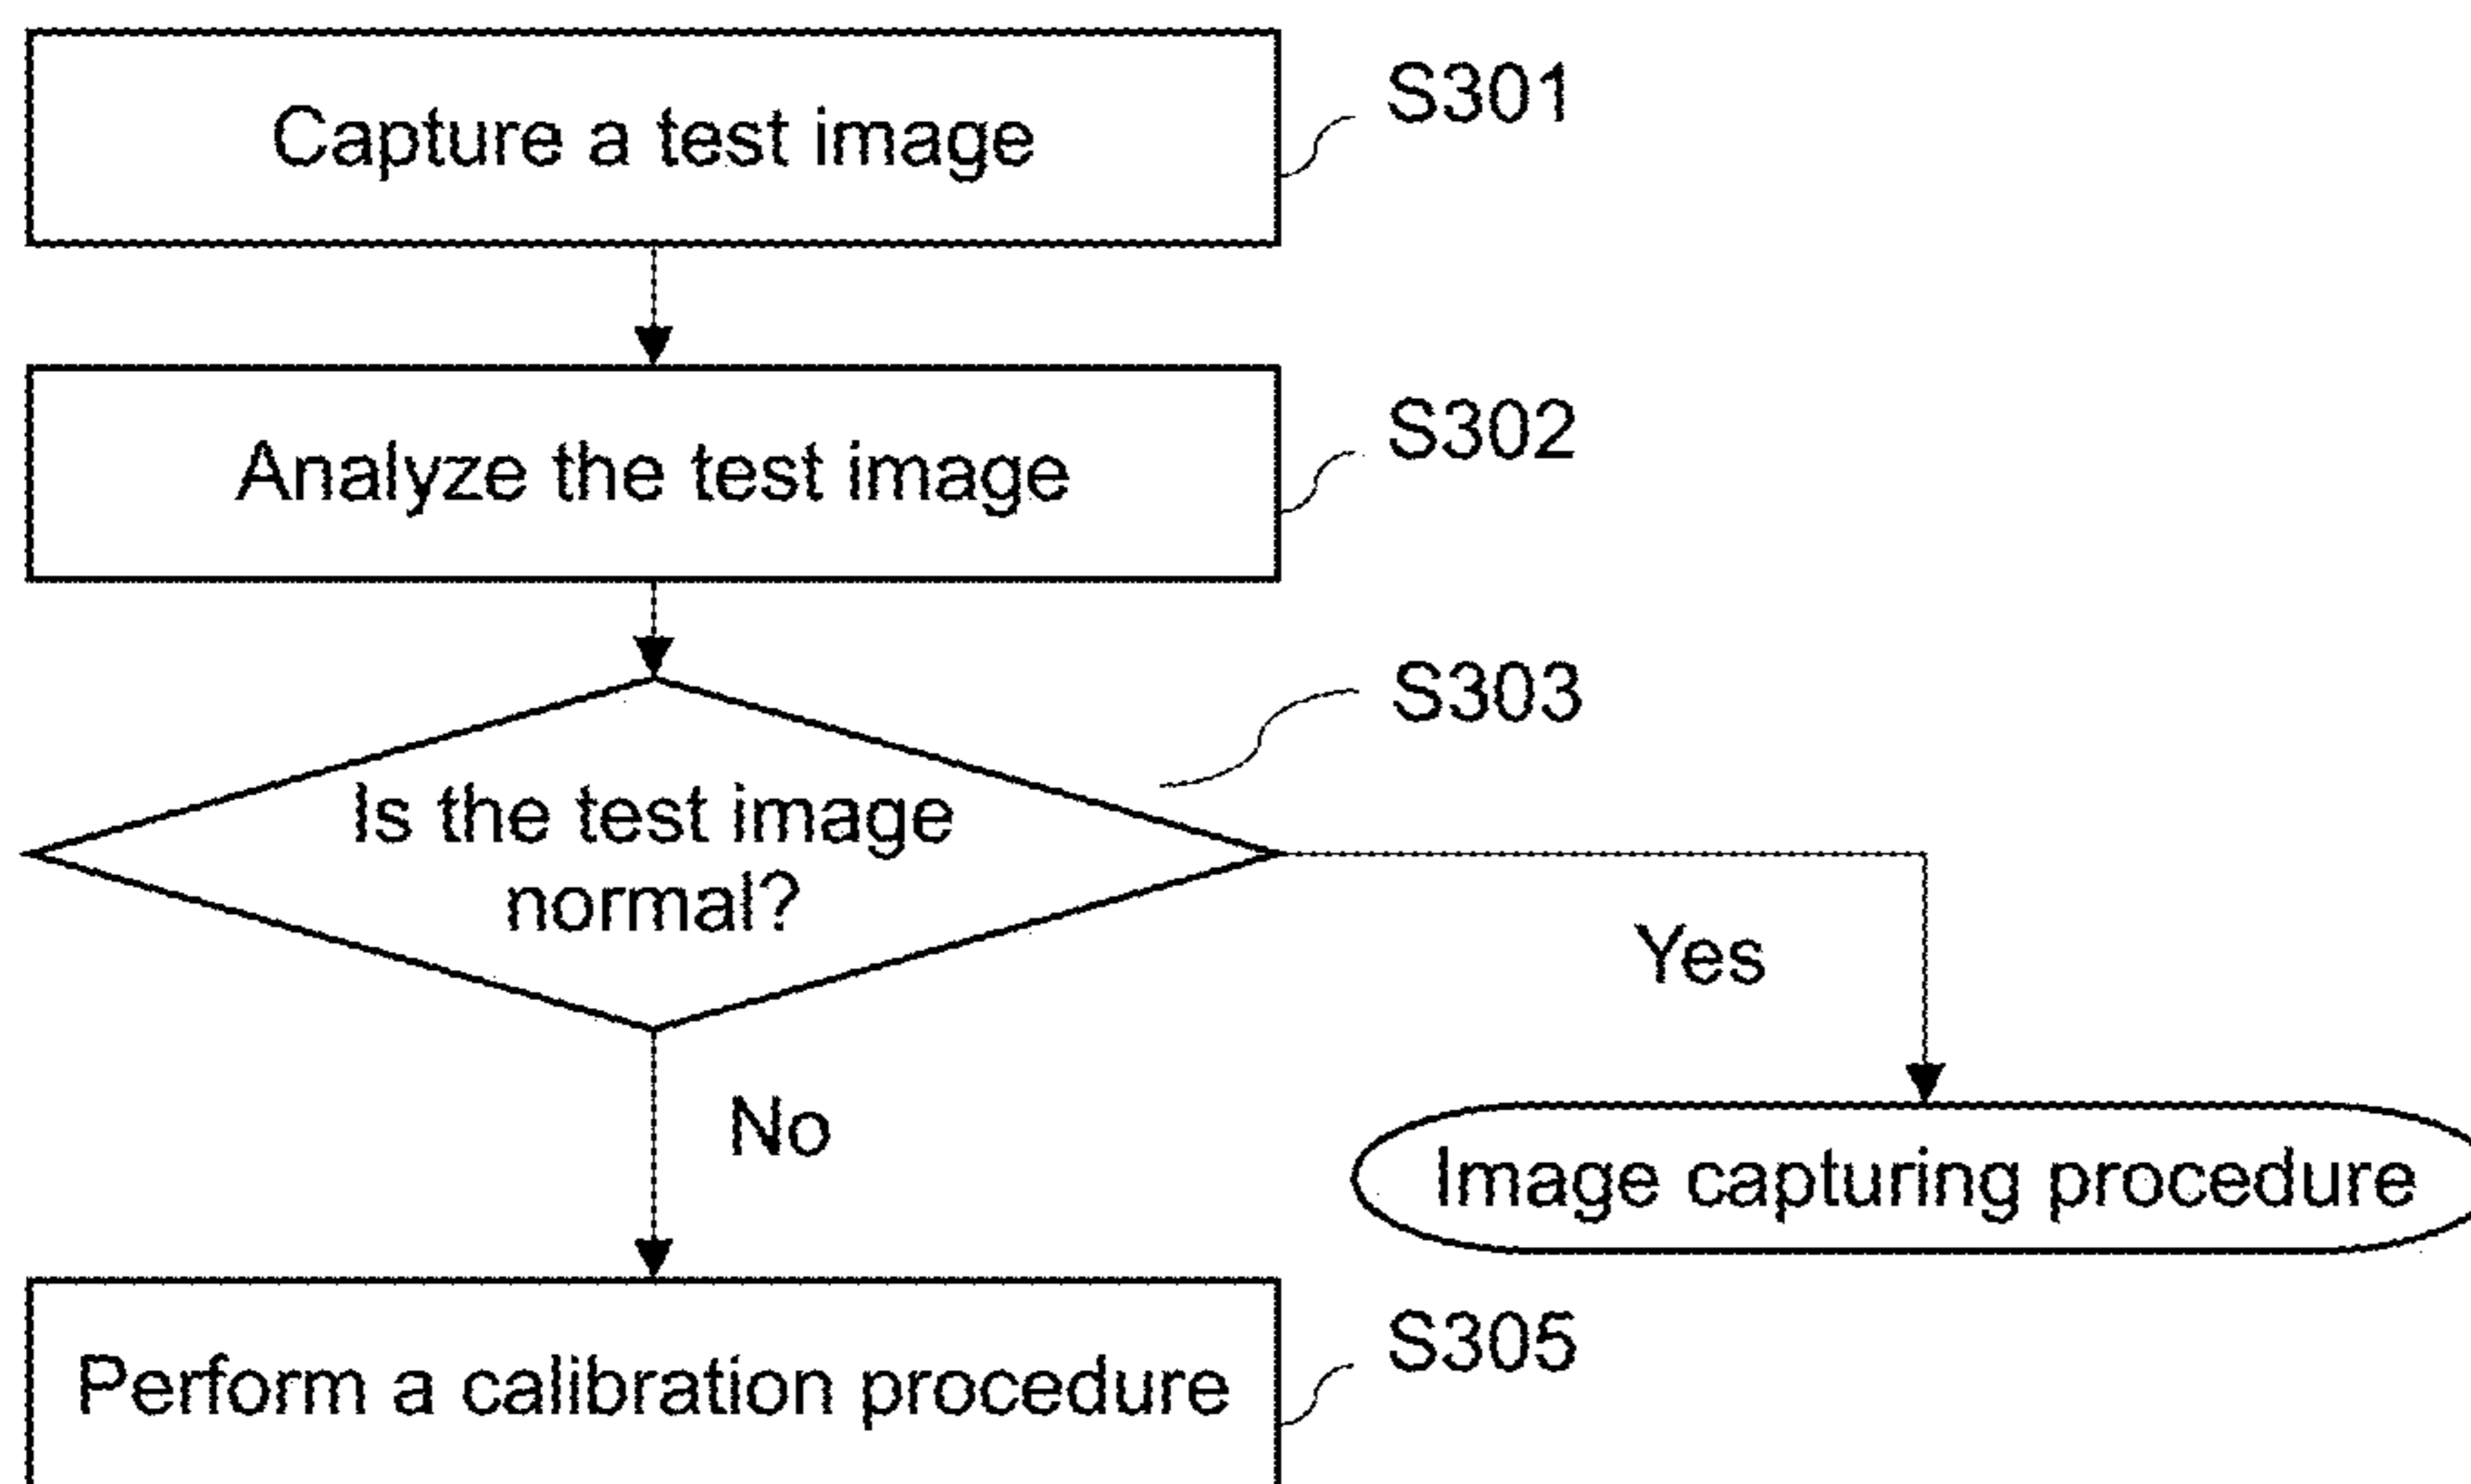 Capture a test image
S301
Analyze the test image
S302
S303
Is the test image
normal?
Yes
No
Image capturing procedure
S305
Perform a calibration procedure